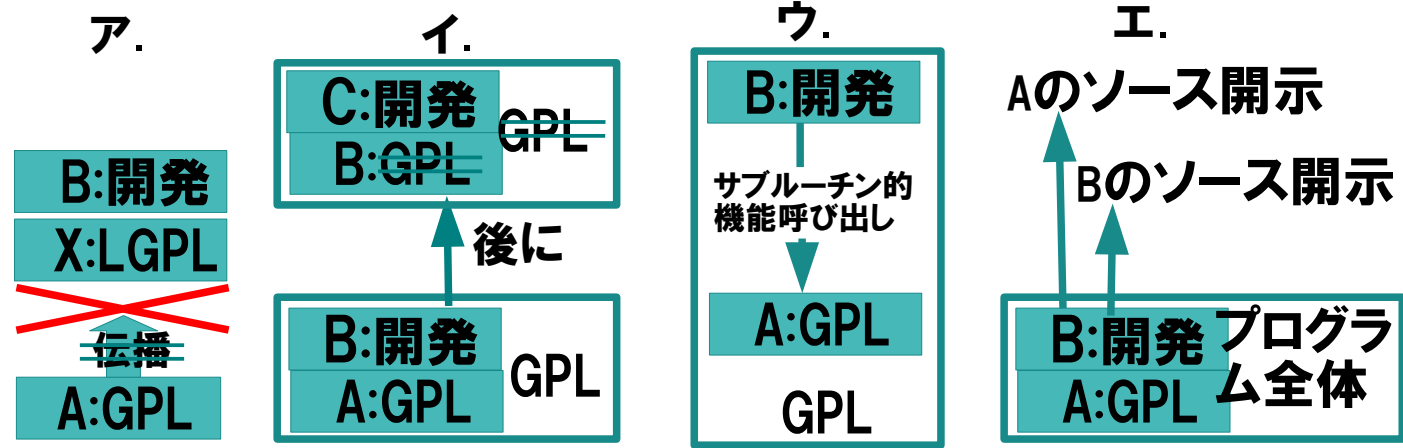 ア.
B:開発
X:LGPL
伝播
A:GPL
イ.
C:開発
GPL
B:GPL
後に
B:開発
GPL
A:GPL
ウ.
B:開発
サブルーチン的
機能呼び出し
A:GPL
GPL
エ.
Aのソース開示
Bのソース開示
B:開発
A:GPL
プログラ
ム全体